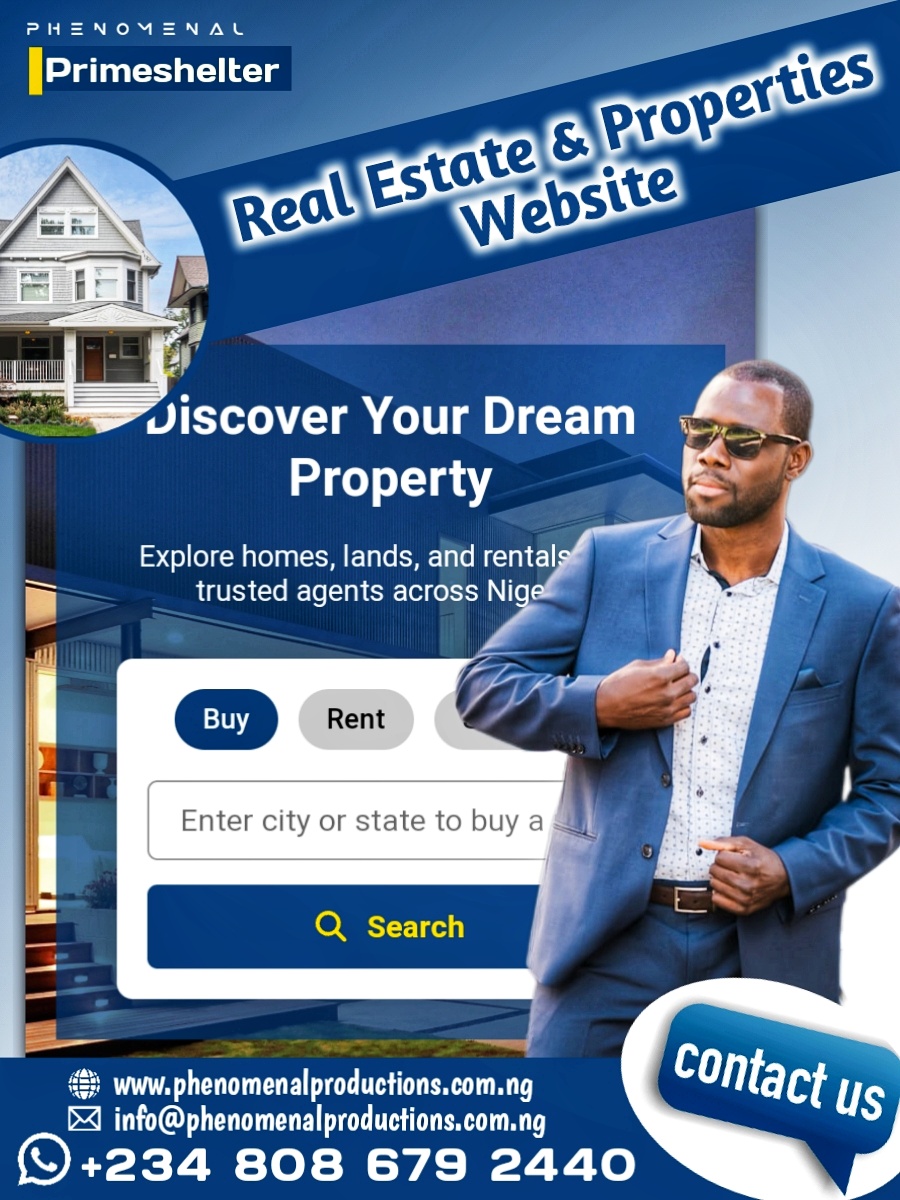 PHENOMENAL
Primeshelter
Real Estate & Properties
Website
Discover Your Dream
Property
Explore homes, lands, and rentals
trusted agents across
Buy
Rent
Enter city or state to buy a
Search
contact us
www.phenomenalproductions.com.ng
info@phenomenalproductions.com.ng
+234 808 679 2440